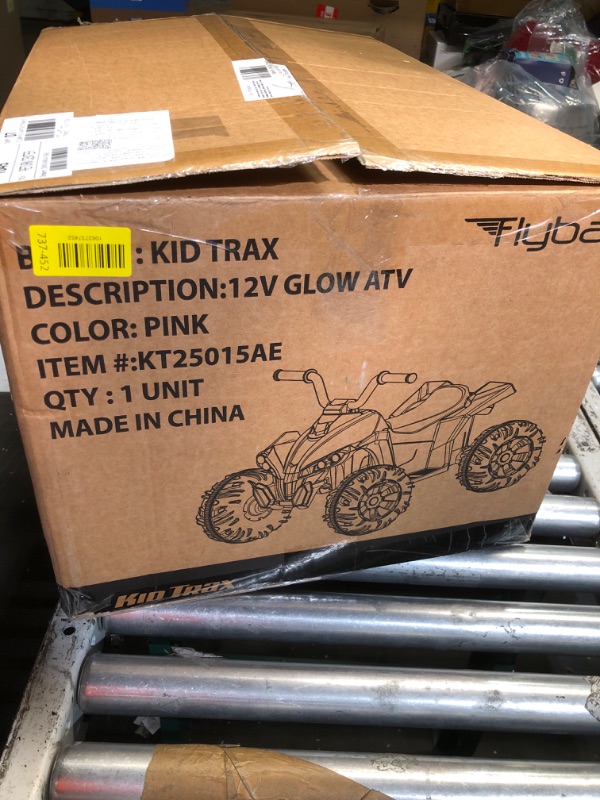 Flyba
B : KID TRAX
737-452
DESCRIPTION:12V GLOW ATV
COLOR: PINK
ITEM #:KT25015AE
QTY : 1 UNIT
MADE IN CHINA
KID TRAX